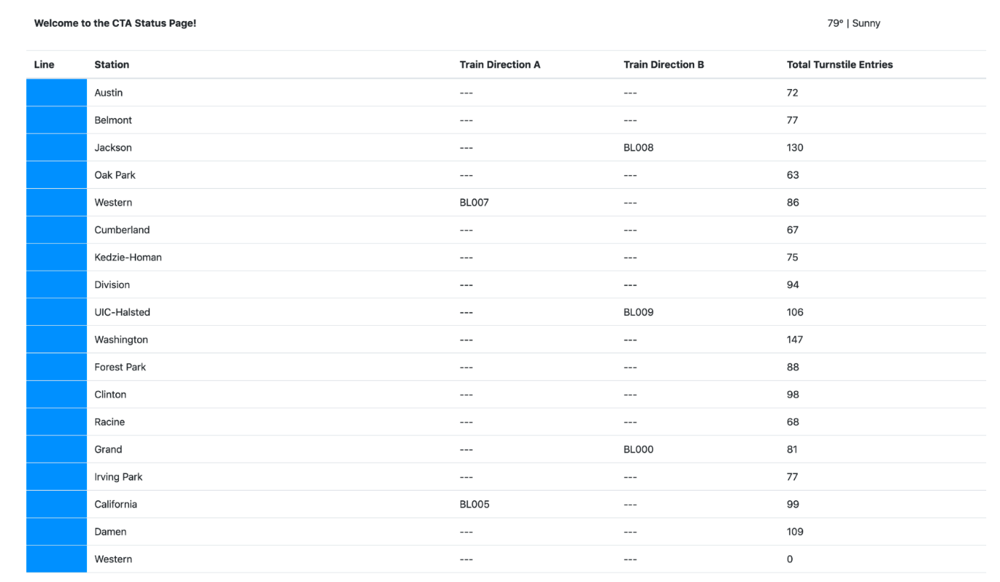 Welcome to the CTA Status Page! 79° | Sunny
Line Station Train Direction A Train Direction B Total Turnstile Entries
Austin --- --- 72
Belmont --- --- 77
Jackson --- BL008 130
Oak Park --- --- 63
Western BL007 --- 86
Cumberland --- --- 67
Kedzie-Homan --- --- 75
Division --- --- 94
UIC-Halsted --- BL009 106
Washington --- --- 147
Forest Park --- --- 88
Clinton --- --- 98
Racine --- --- 68
Grand --- BL000 81
Irving Park --- --- 77
California BL005 --- 99
Damen --- --- 109
Western --- --- 0